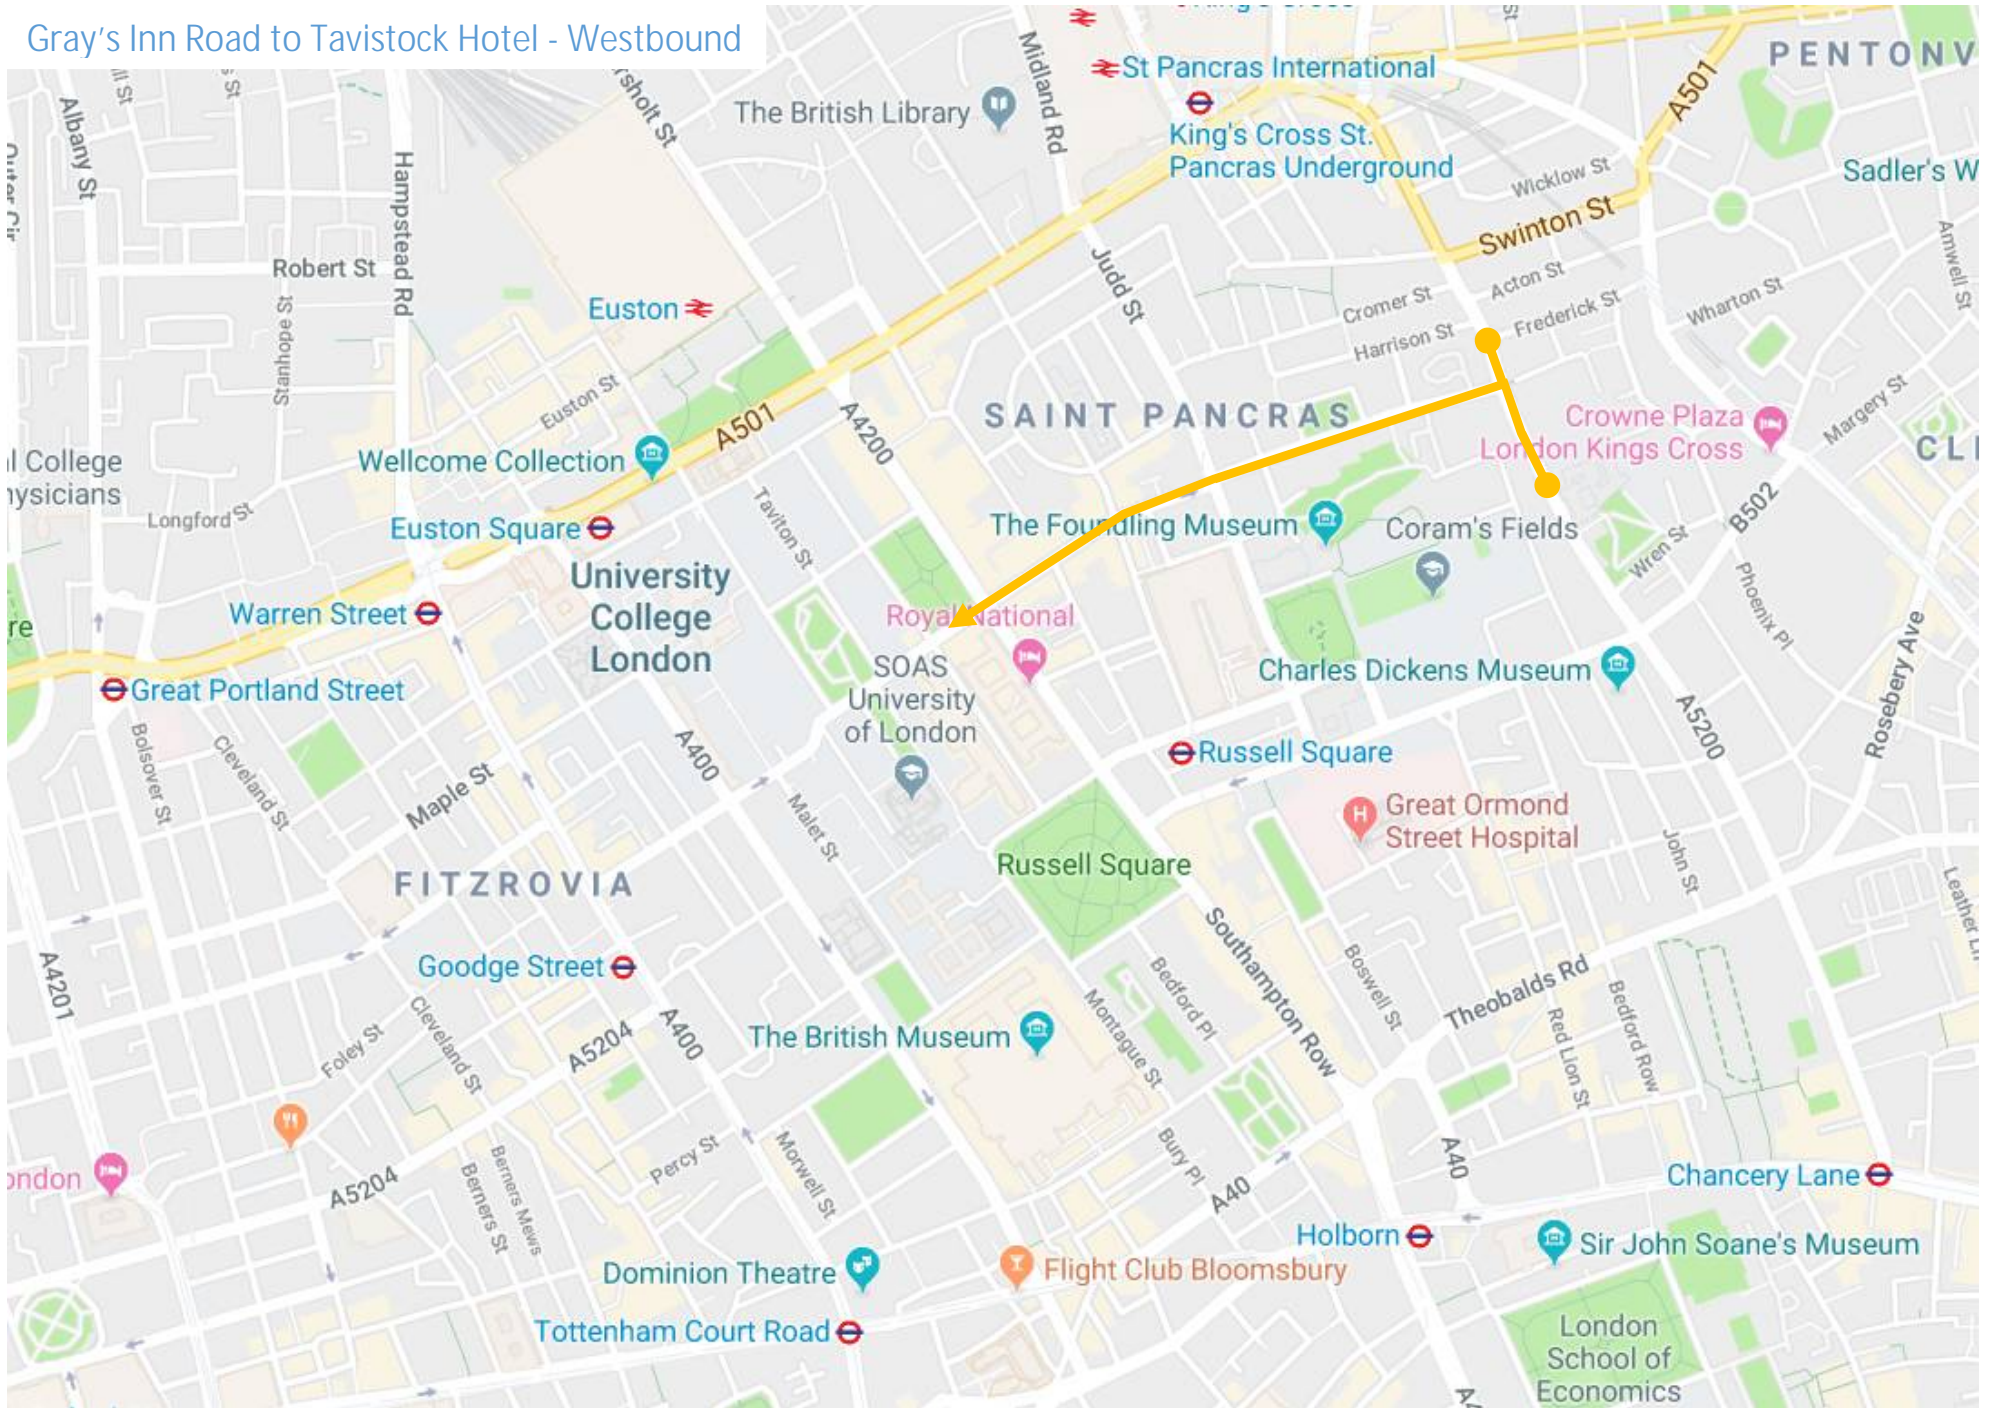 Gray's Inn Road to Tavistock Hotel - Westbound
St Pancras International
PENTONV
Midland Rd
A501
The British Library
King's Cross St.
Pancras Underground
Albany St
Hampstead Rd
Wicklow St
Sadler's W
Swinton St
Amwell St
Robert St
Judd St
Acton St
Stanhope St
Euston
Cromer St
Frederick St
Wharton St
Harrison St
Euston St
A501
A4200
SAINT PANCRAS
Crowne Plaza
London Kings Cross
Margery St
CLE
l College
hysicians
Wellcome Collection
Longford St
Euston Square
Taviton St
The Foundling Museum
Coram's Fields
B502
Wren St
University
College
London
Phoenix Pl
Warren Street
Royal National
re
Great Portland Street
SOAS
University
of London
Charles Dickens Museum
Rosebery Ave
A5200
Bolsover St
Cleveland St
A400
Russell Square
Maple St
Malet St
Great Ormond
Street Hospital
John St
FITZROVIA
Russell Square
Southampton Row
Boswell St
Theobalds Rd
Goodge Street
A4201
Bedford Pl
Bedford Row
Cleveland St
A400
The British Museum
Montague St
Red Lion St
Foley St
A5204
Percy St
Morwell St
Bury Pl
A40
A40
Chancery Lane
ondon
A5204
Berners St
Berners Mews
Holborn
Sir John Soane's Museum
Dominion Theatre
Flight Club Bloomsbury
Tottenham Court Road
London
School of
Economics